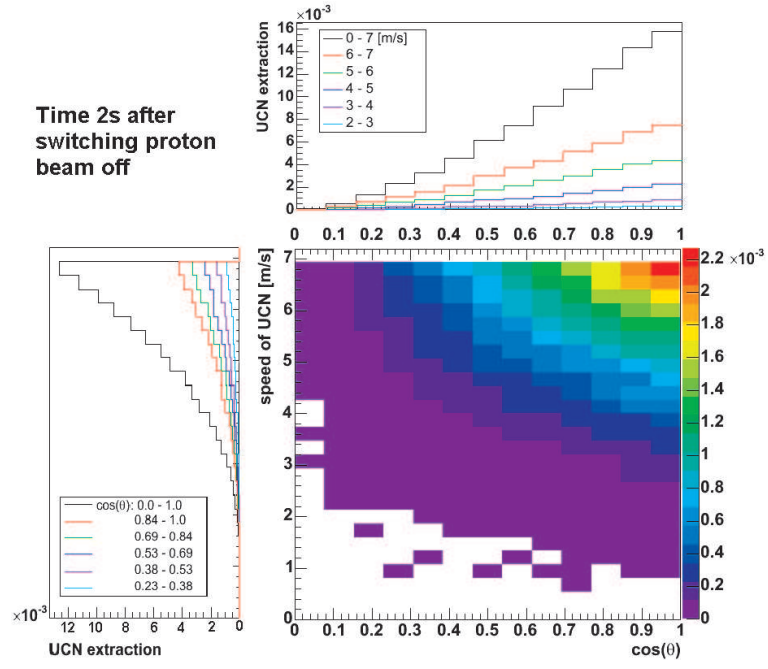 ×10⁻³
16
14
12
10
8
6
4
2
0
UCN extraction
0 - 7 [m/s]
6 - 7
5 - 6
4 - 5
3 - 4
2 - 3
Time 2s after
switching proton
beam off
0 0.1 0.2 0.3 0.4 0.5 0.6 0.7 0.8 0.9 1
7
6
5
4
3
2
1
0
speed of UCN [m/s]
×10⁻³
2.2
2
1.8
1.6
1.4
1.2
1
0.8
0.6
0.4
0.2
0
cos(θ): 0.0 - 1.0
0.84 - 1.0
0.69 - 0.84
0.53 - 0.69
0.38 - 0.53
0.23 - 0.38
×10⁻³
12 10 8 6 4 2 0
UCN extraction
0 0.1 0.2 0.3 0.4 0.5 0.6 0.7 0.8 0.9 1
cos(θ)